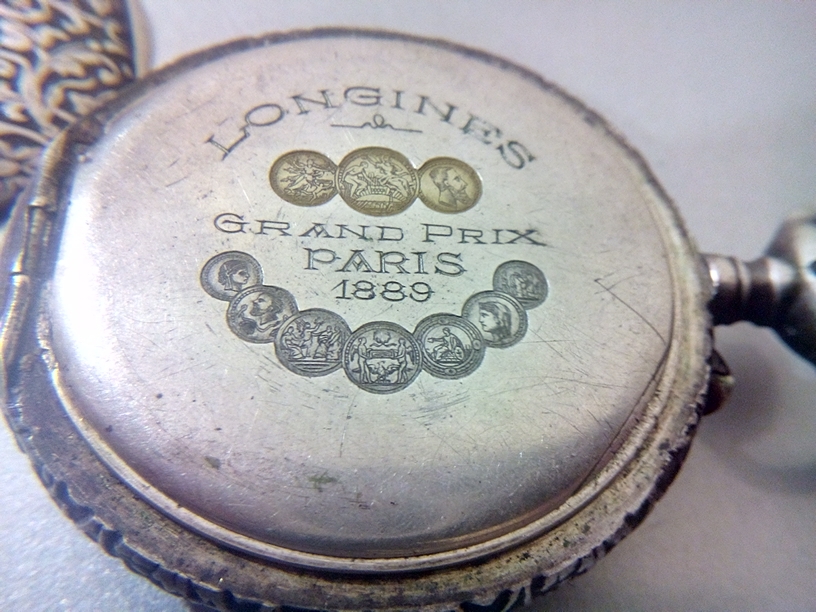 LONGINES
GRAND PRIX
PARIS
1889